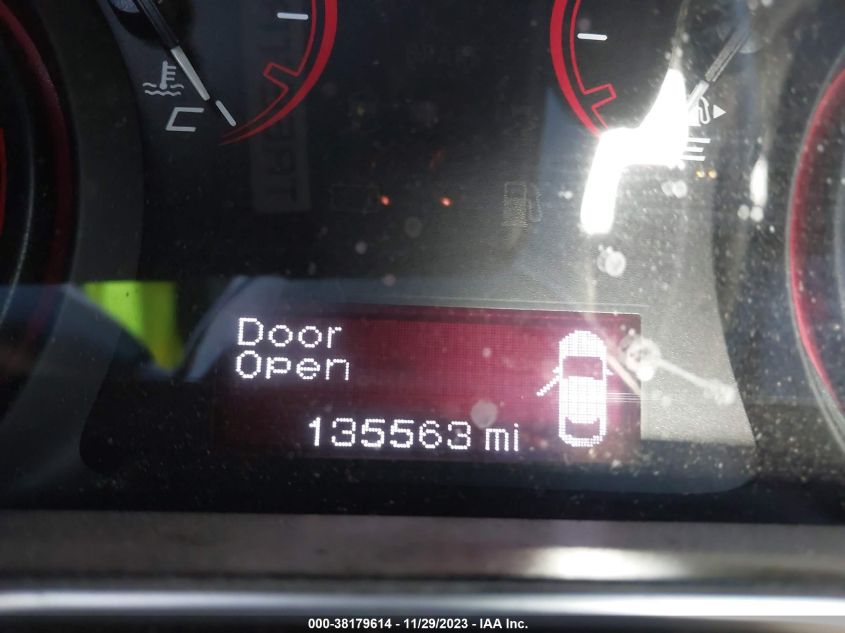 C
E
Door
Open
135563 mi
000-38179614 - 11/29/2023 - IAA Inc.